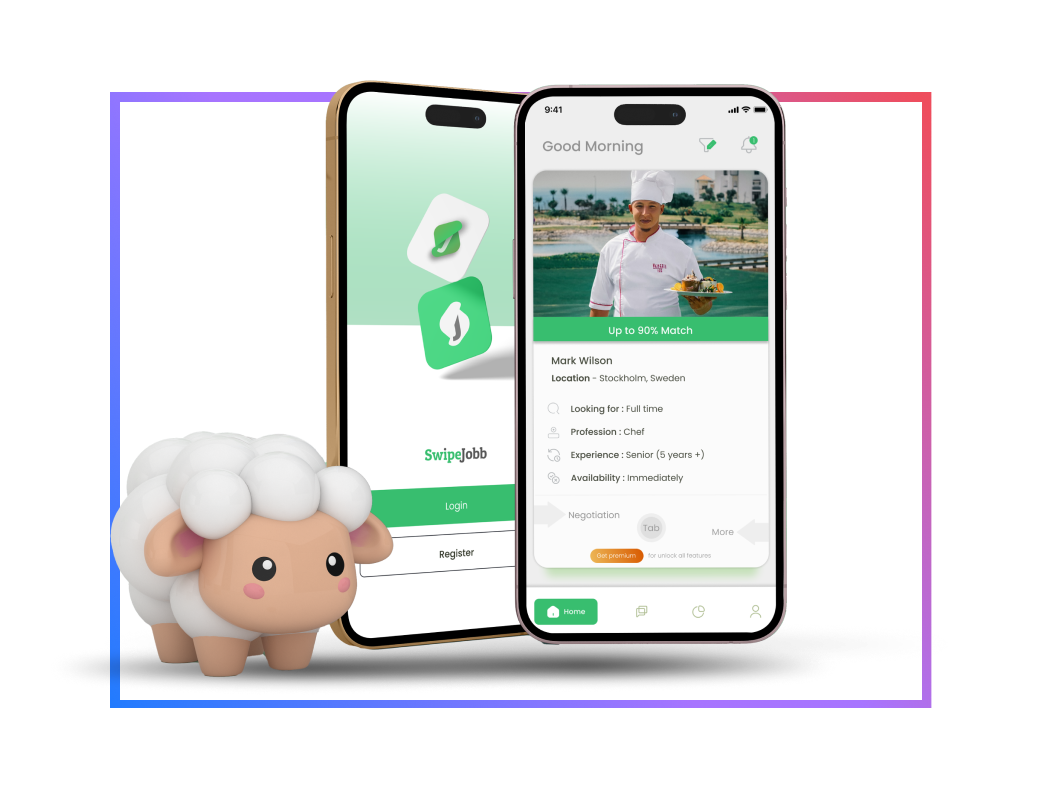 SwipeJobb
Login
Register
9:41
Good Morning
Up to 90% Match
Mark Wilson
Location - Stockholm, Sweden
Looking for : Full time
Profession : Chef
Experience : Senior (5 years +)
Availability : Immediately
Negotiation
Tab
More
Get premium for unlock all features
Home